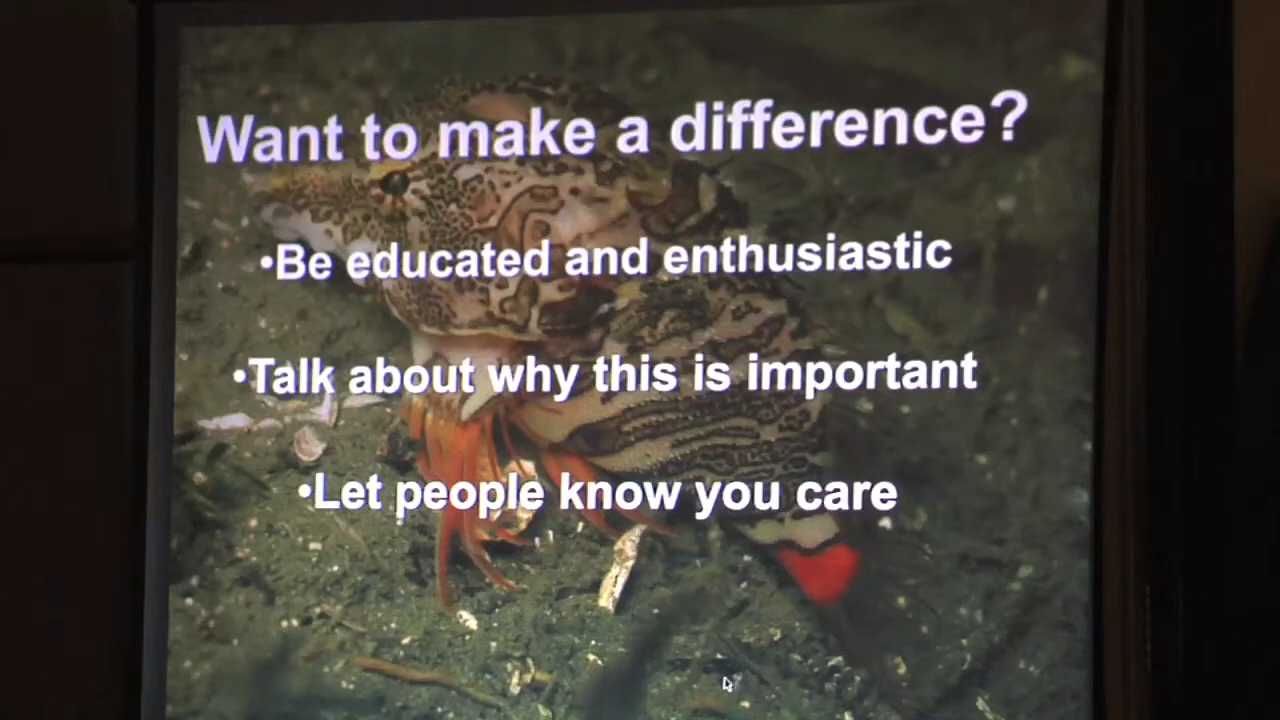 Want to make a difference?
•Be educated and enthusiastic
•Talk about why this is important
•Let people know you care